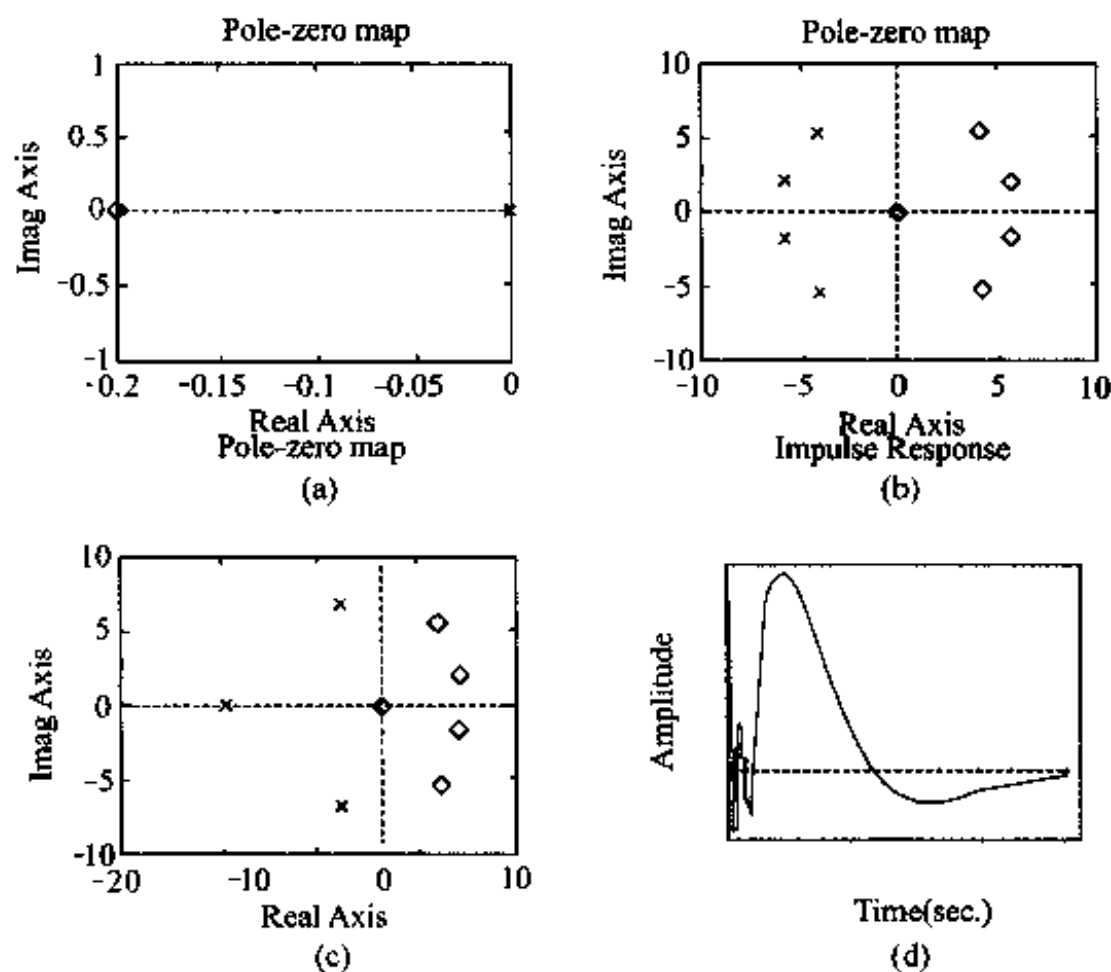 Pole-zero map
Imag Axis
1
0.5
0
-0.5
-1
-0.2
-0.15
-0.1
-0.05
0
Real Axis
Pole-zero map
(a)
Pole-zero map
Imag Axis
10
5
0
-5
-10
-10
-5
0
5
10
Real Axis
Impulse Response
(b)
Imag Axis
10
5
0
-5
-10
-20
-10
0
10
Real Axis
(c)
Amplitude
Time(sec.)
(d)